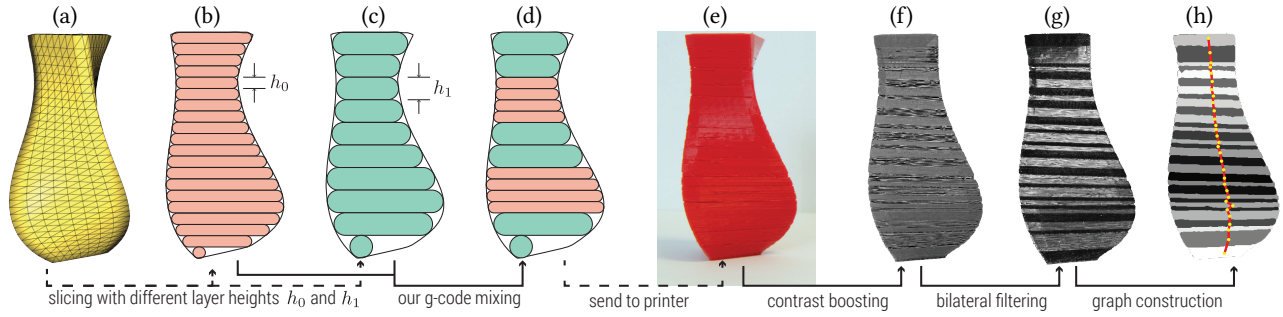 (a) (b) (c) (d) (e) (f) (g) (h)
h₀ h₁
slicing with different layer heights h₀ and h₁ our g-code mixing send to printer contrast boosting bilateral filtering graph construction